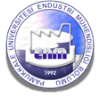 PAMUKKALE ÜNİVERSİTESİ ENDÜSTRİ MÜHENDİSLİĞİ BÖLÜMÜ
1992